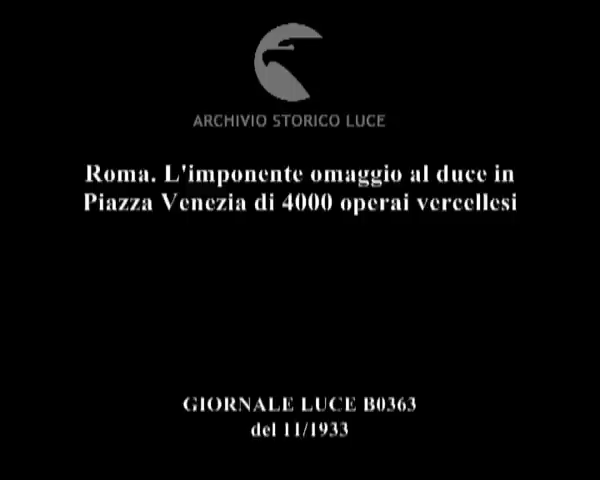 ARCHIVIO STORICO LUCE
Roma. L'imponente omaggio al duce in
Piazza Venezia di 4000 operai vercellesi
GIORNALE LUCE B0363
del 11/1933